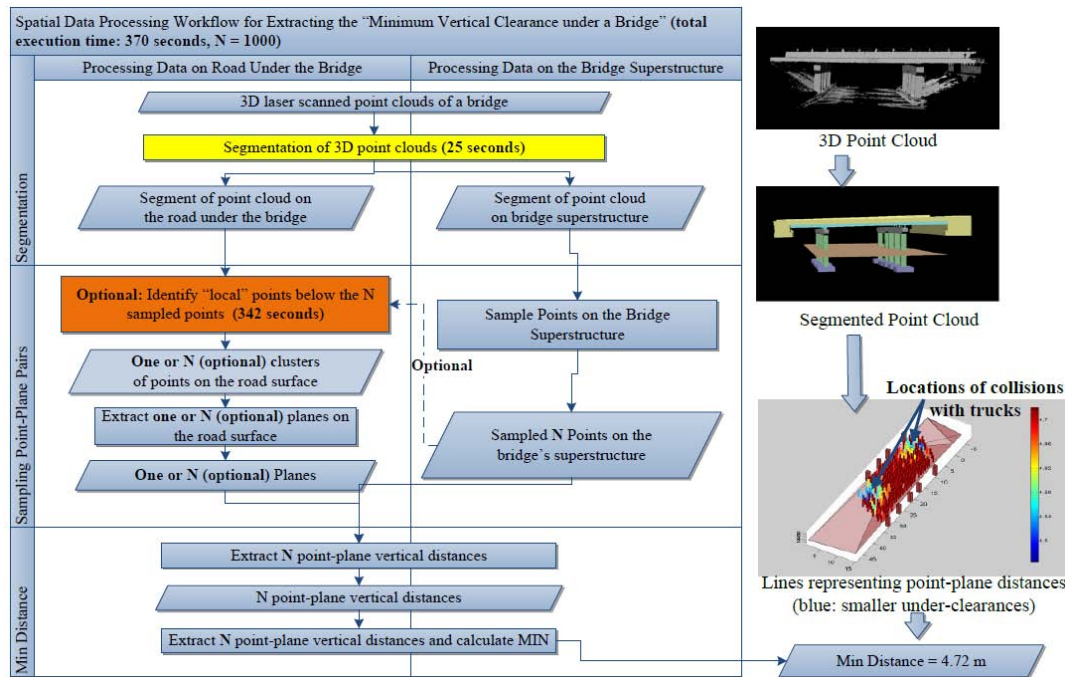 Spatial Data Processing Workflow for Extracting the “Minimum Vertical Clearance under a Bridge” (total
execution time: 370 seconds, N = 1000)
Processing Data on Road Under the Bridge
Processing Data on the Bridge Superstructure
Segmentation
3D laser scanned point clouds of a bridge
Segmentation of 3D point clouds (25 seconds)
Segment of point cloud on
the road under the bridge
Segment of point cloud
on bridge superstructure
Sampling Point-Plane Pairs
Optional: Identify “local” points below the N
sampled points (342 seconds)
Sample Points on the Bridge
Superstructure
Optional
One or N (optional) clusters
of points on the road surface
Extract one or N (optional) planes on
the road surface
Sampled N Points on the
bridge’s superstructure
One or N (optional) Planes
Min Distance
Extract N point-plane vertical distances
N point-plane vertical distances
Extract N point-plane vertical distances and calculate MIN
3D Point Cloud
Segmented Point Cloud
Locations of collisions
with trucks
Lines representing point-plane distances
(blue: smaller under-clearances)
Min Distance = 4.72 m